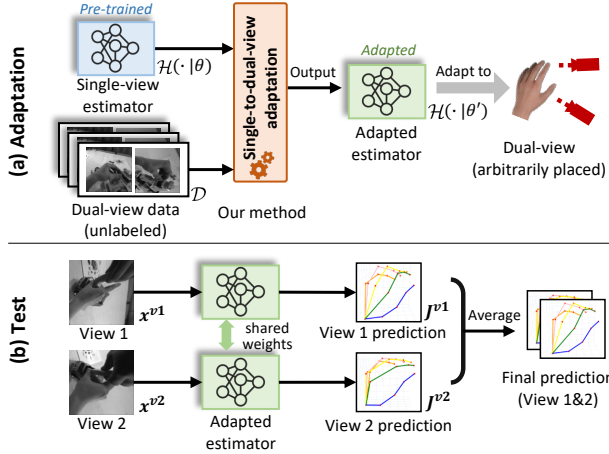 (a) Adaptation
Pre-trained
H(· |θ)
Single-view
estimator
D
Dual-view data
(unlabeled)
Single-to-dual-view
adaptation
Our method
Output
Adapted
H(· |θ′)
Adapted
estimator
Adapt to
Dual-view
(arbitrarily placed)
(b) Test
x^{v1}
View 1
shared
weights
J^{v1}
View 1 prediction
x^{v2}
View 2
Adapted
estimator
J^{v2}
View 2 prediction
Average
Final prediction
(View 1&2)